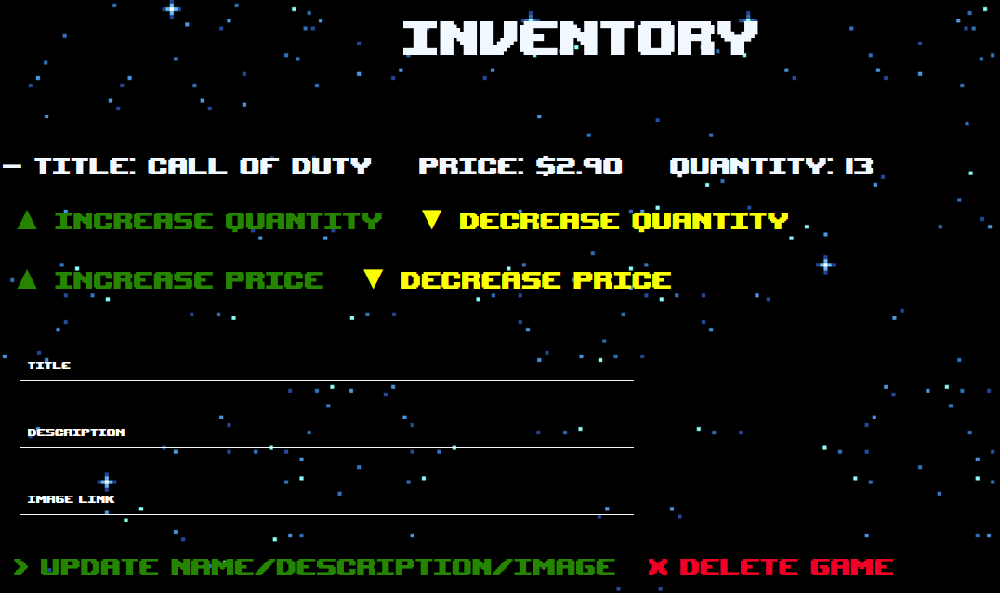 INVENTORY
– TITLE: CALL OF DUTY PRICE: $2.90 QUANTITY: 13
▲ INCREASE QUANTITY ▼ DECREASE QUANTITY
▲ INCREASE PRICE ▼ DECREASE PRICE
TITLE
DESCRIPTION
IMAGE LINK
> UPDATE NAME/DESCRIPTION/IMAGE X DELETE GAME